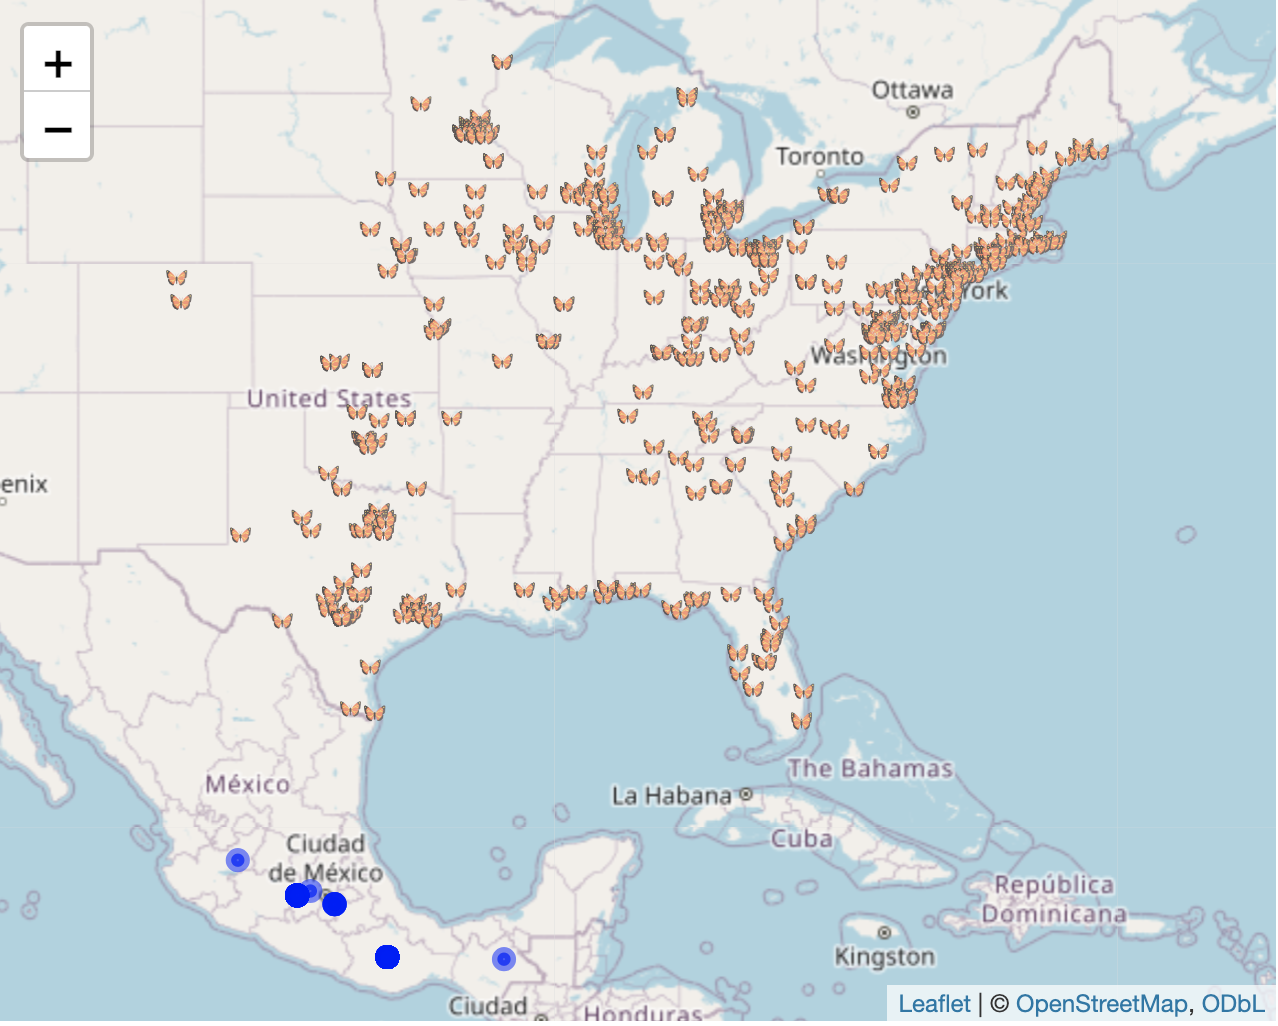 +
−
Ottawa
Toronto
York
Washington
United States
enix
The Bahamas
La Habana
México
Cuba
Ciudad
de México
República
Dominicana
Kingston
Ciudad
Honduras
Leaflet | © OpenStreetMap, ODbL